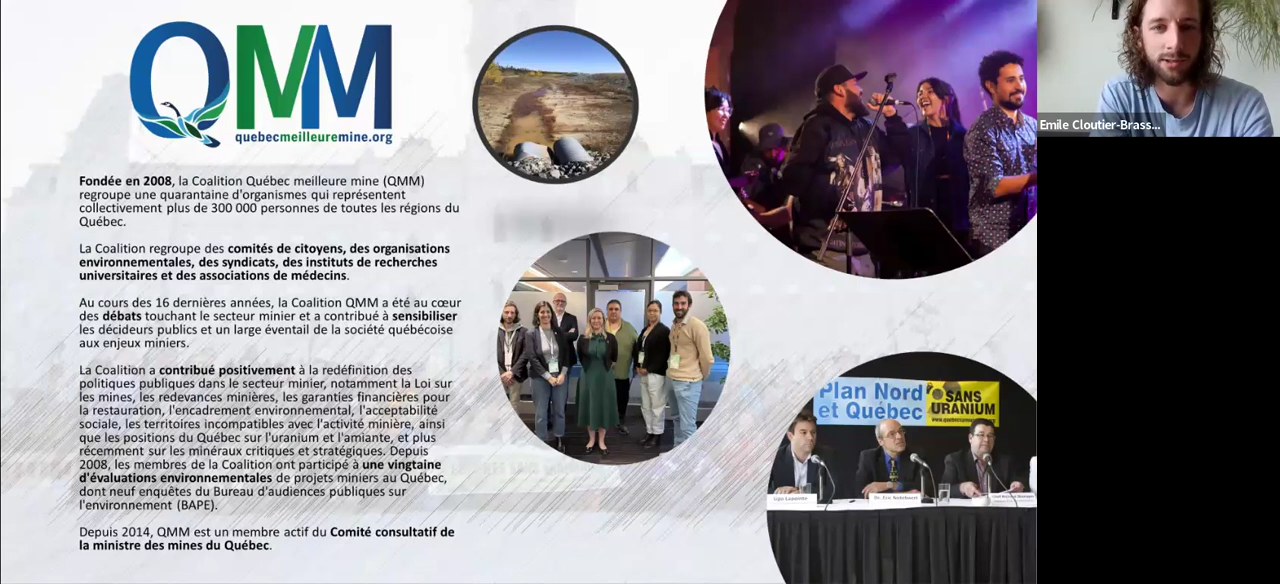 QMM
quebecmeilleuremine.org
Fondée en 2008, la Coalition Québec meilleure mine (QMM)
regroupe une quarantaine d'organismes qui représentent
collectivement plus de 300 000 personnes de toutes les régions du
Québec.
La Coalition regroupe des comités de citoyens, des organisations
environnementales, des syndicats, des instituts de recherches
universitaires et des associations de médecins.
Au cours des 16 dernières années, la Coalition QMM a été au cœur
des débats touchant le secteur minier et a contribué à sensibiliser
les décideurs publics et un large éventail de la société québécoise
aux enjeux miniers.
La Coalition a contribué positivement à la redéfinition des
politiques publiques dans le secteur minier, notamment la Loi sur
les mines, les redevances minières, les garanties financières pour
la restauration, l'encadrement environnemental, l'acceptabilité
sociale, les territoires incompatibles avec l'activité minière, ainsi
que les positions du Québec sur l'uranium et l'amiante, et plus
récemment sur les minéraux critiques et stratégiques. Depuis
2008, les membres de la Coalition ont participé à une vingtaine
d'évaluations environnementales de projets miniers au Québec,
dont neuf enquêtes du Bureau d'audiences publiques sur
l'environnement (BAPE).
Depuis 2014, QMM est un membre actif du Comité consultatif de
la ministre des mines du Québec.
Plan Nord
et Québec
SANS
URANIUM
Emile Cloutier-Brass...